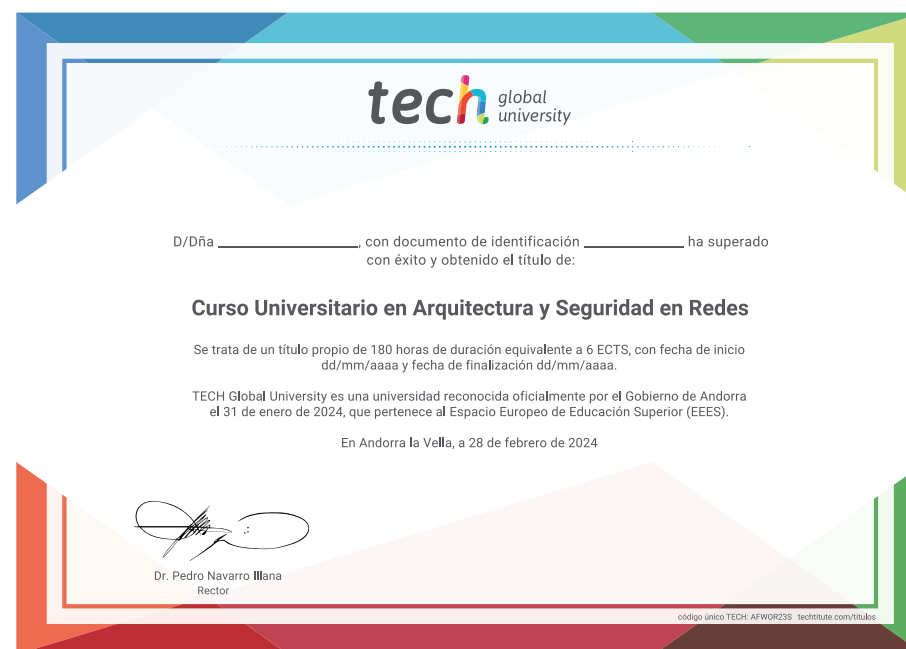 tech global university
D/Dña ____________, con documento de identificación ____________ ha superado
con éxito y obtenido el título de:
Curso Universitario en Arquitectura y Seguridad en Redes
Se trata de un título propio de 180 horas de duración equivalente a 6 ECTS, con fecha de inicio
dd/mm/aaaa y fecha de finalización dd/mm/aaaa.
TECH Global University es una universidad reconocida oficialmente por el Gobierno de Andorra
el 31 de enero de 2024, que pertenece al Espacio Europeo de Educación Superior (EEES).
En Andorra la Vella, a 28 de febrero de 2024
Dr. Pedro Navarro Illana
Rector
código único TECH: AFWOR23S techtitute.com/titulos